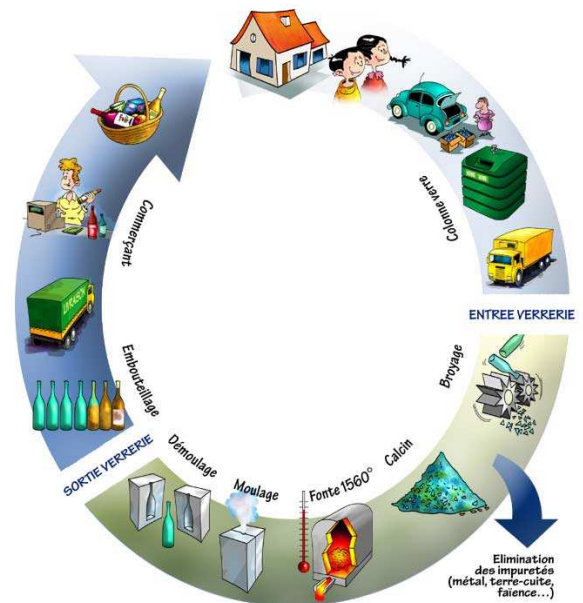 Colonne verre
ENTREE VERRERIE
Broyage
Elimination
des impuretés
(métal, terre-cuite,
faïence...)
Calcin
Fonte 1560°
Moulage
Démoulage
SORTIE VERRERIE
Embouteillage
LIVRAISON
Commerçant